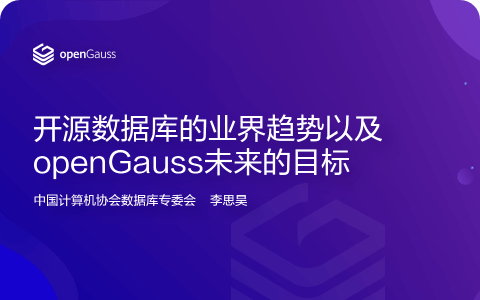 openGauss
开源数据库的业界趋势以及
openGauss未来的目标
中国计算机协会数据库专委会 李思昊